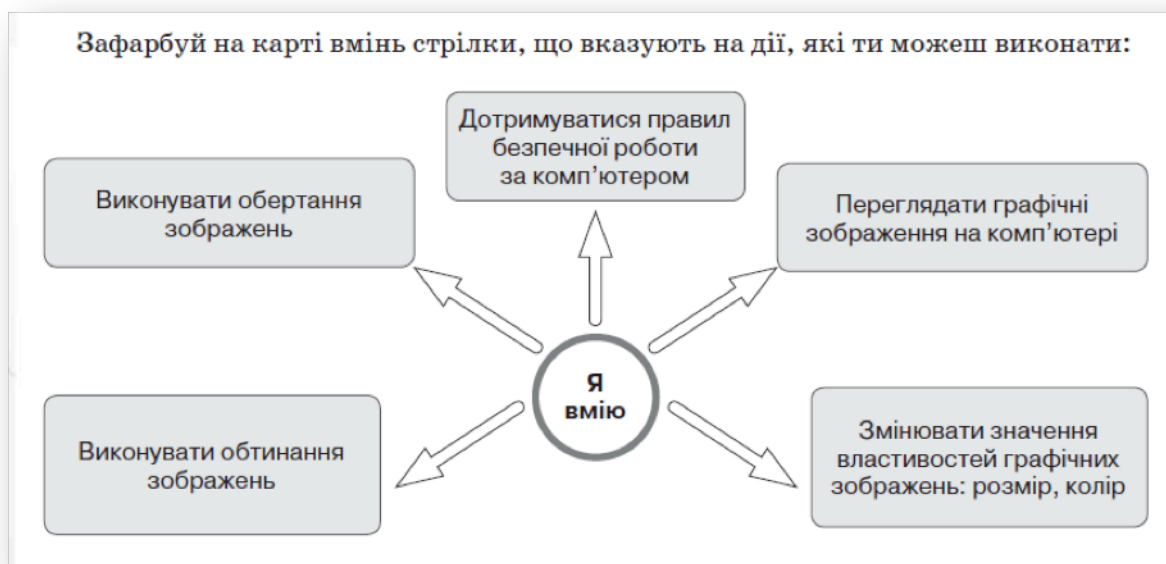 Зафарбуй на карті вмінь стрілки, що вказують на дії, які ти можеш виконати:
Дотримуватися правил
безпечної роботи
за комп’ютером
Виконувати обертання
зображень
Переглядати графічні
зображення на комп’ютері
Я
вмію
Виконувати обтинання
зображень
Змінювати значення
властивостей графічних
зображень: розмір, колір